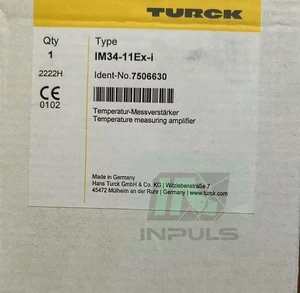 TURCK
Qty Type
1 IM34-11Ex-i
2222H Ident-No.7506630
CE
0102
Temperatur-Messverstärker
Temperature measuring amplifier
Made in Germany
Hans Turck GmbH & Co. KG | Witzlebenstraße 7
45472 Mülheim an der Ruhr | Germany | www.turck.com
INPULS